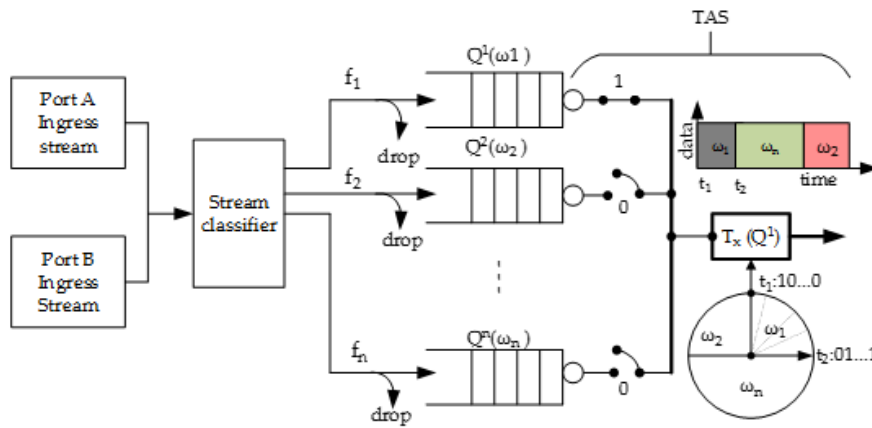 TAS
Port A
Ingress
stream
Port B
Ingress
Stream
Stream
classifier
f₁
drop
f₂
drop
fₙ
drop
Q¹(ω1)
1
Q²(ω₂)
0
Qⁿ(ωₙ)
0
data
ω₁
ωₙ
ω₂
t₁
t₂
time
Tₓ (Q¹)
t₁:10...0
ω₂
ω₁
t₂:01...1
ωₙ